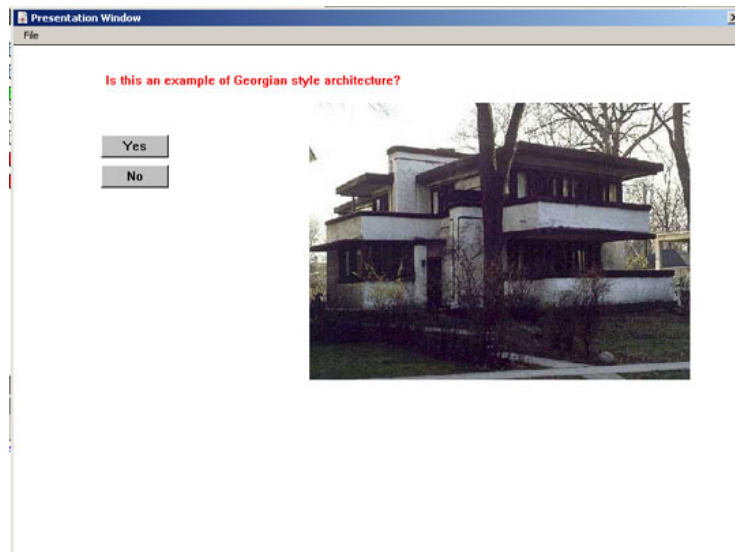 Presentation Window
File
Is this an example of Georgian style architecture?
Yes
No